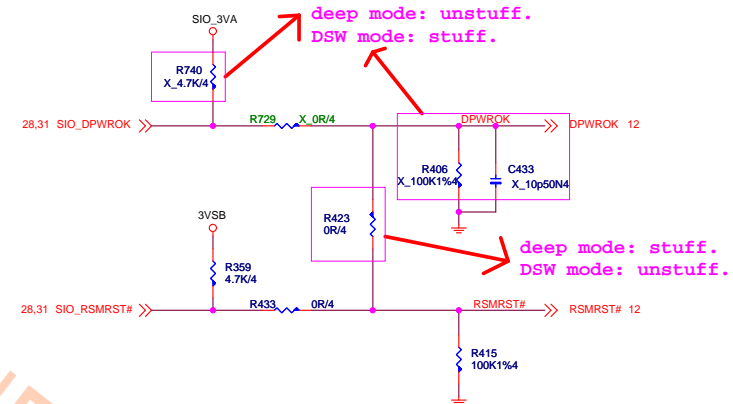 deep mode: unstuff.
DSW mode: stuff.
SIO_3VA
R740
X_4.7K/4
28,31 SIO_DPWROK
R729
X_0R/4
DPWROK
DPWROK 12
R406
X_100K1%4
C433
X_10p50N4
R423
0R/4
3VSB
R359
4.7K/4
deep mode: stuff.
DSW mode: unstuff.
28,31 SIO_RSMRST#
R433
0R/4
RSMRST#
RSMRST# 12
R415
100K1%4